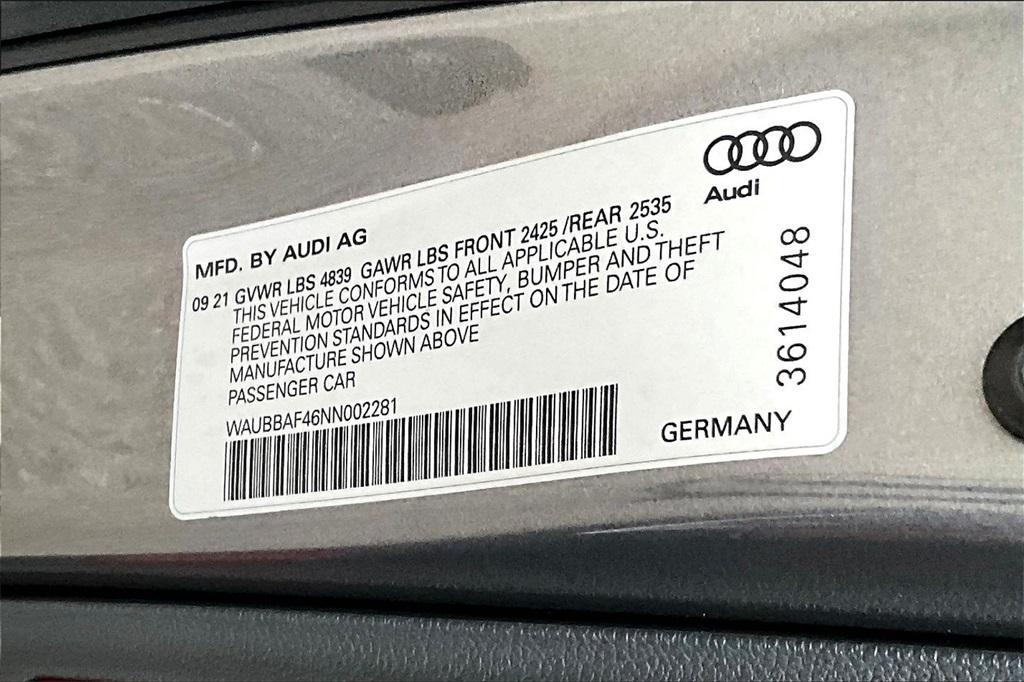 Audi
MFD. BY AUDI AG
09 21 GVWR LBS 4839 GAWR LBS FRONT 2425 /REAR 2535
THIS VEHICLE CONFORMS TO ALL APPLICABLE U.S.
FEDERAL MOTOR VEHICLE SAFETY, BUMPER AND THEFT
PREVENTION STANDARDS IN EFFECT ON THE DATE OF
MANUFACTURE SHOWN ABOVE
PASSENGER CAR
WAUBBAF46NN002281
GERMANY
3614048